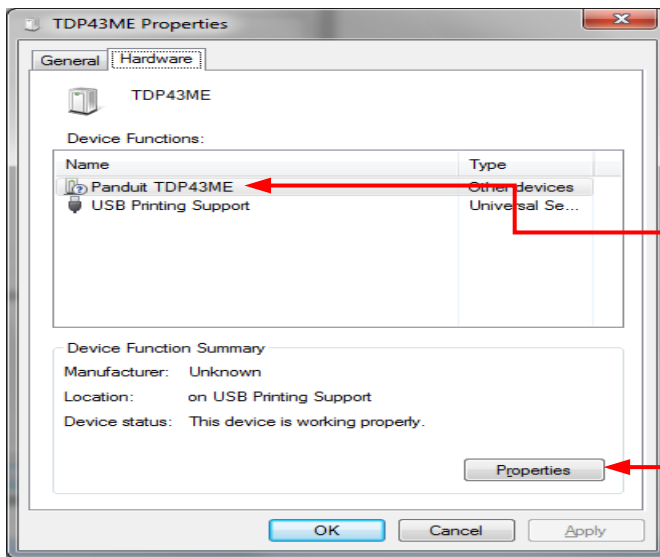 TDP43ME Properties
General Hardware
TDP43ME
Device Functions:
Name Type
Panduit TDP43ME Other devices
USB Printing Support Universal Se...
Device Function Summary
Manufacturer: Unknown
Location: on USB Printing Support
Device status: This device is working properly.
Properties
OK Cancel Apply